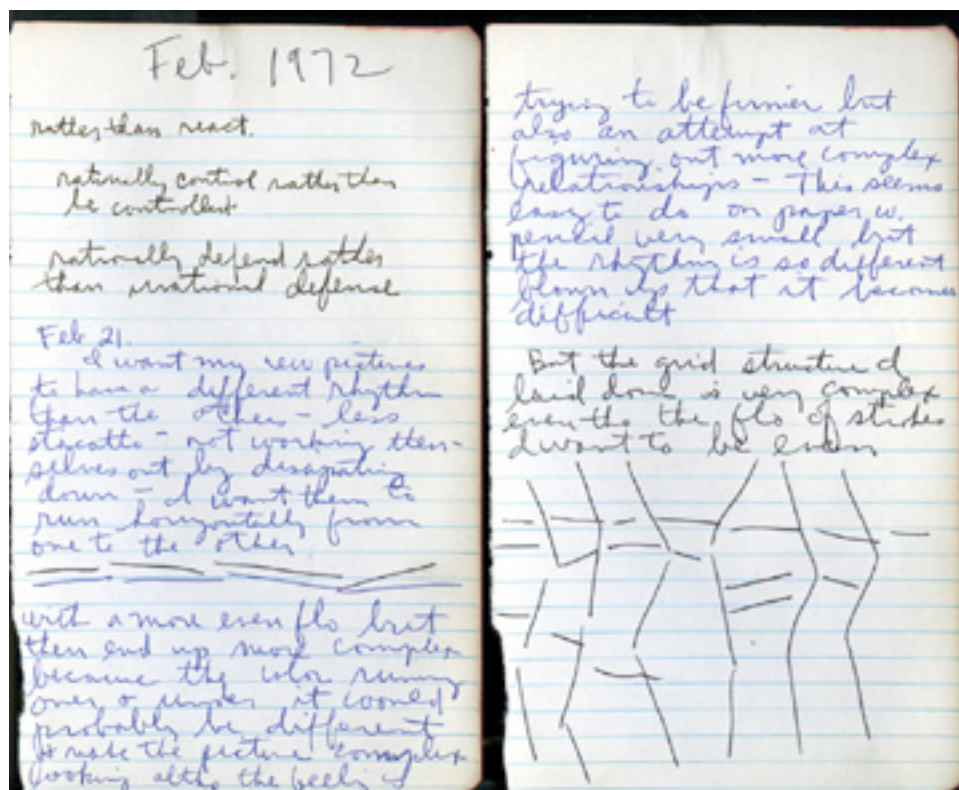 Feb. 1972
rather than react.
rationally control rather than
be controlled
rationally defend rather
than irrational defense
Feb 21.
I want my new pictures
to have a different rhythm
than the others - less
stacatto - not working them-
selves out by
down - I want them to
run horizontally from
one to the other
with a more even flo but
then end up more complex
because the color running
over & under it
probably be different
& make the picture complex
looking altho the feeling is
trying to be firmer but
also an attempt at
figuring out more complex
relationships - This seems
easy to do on paper w.
pencil very small but
the rhythm is so different
blown up that it becomes
difficult
But the grid structure I
laid down is very complex
even tho the flo of strokes
I want to be even